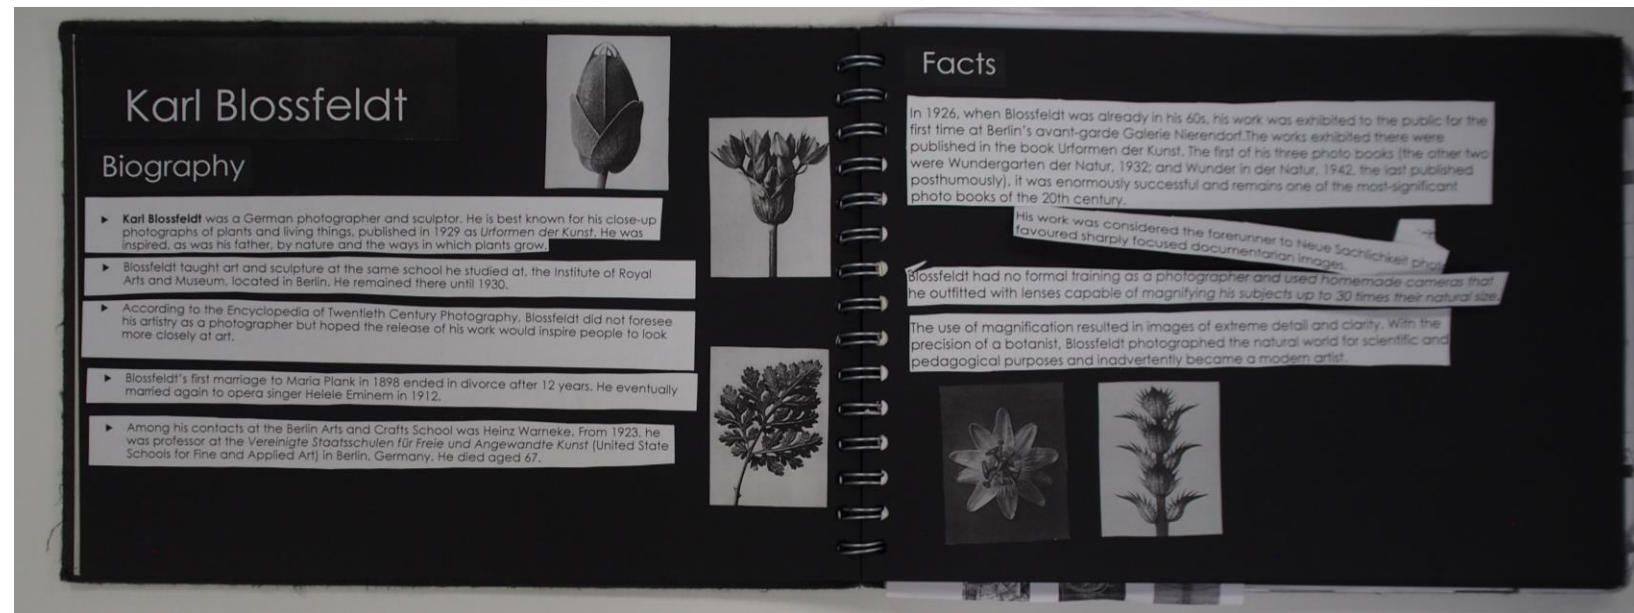 Karl Blossfeldt
Biography
► Karl Blossfeldt was a German photographer and sculptor. He is best known for his close-up
photographs of plants and living things, published in 1929 as Urformen der Kunst. He was
inspired, as was his father, by nature and the ways in which plants grow.
► Blossfeldt taught art and sculpture at the same school he studied at, the Institute of Royal
Arts and Museum, located in Berlin. He remained there until 1930.
► According to the Encyclopedia of Twentieth Century Photography, Blossfeldt did not foresee
his artistry as a photographer but hoped the release of his work would inspire people to look
more closely at art.
► Blossfeldt's first marriage to Maria Plank in 1898 ended in divorce after 12 years. He eventually
married again to opera singer Helele Eminem in 1912.
► Among his contacts at the Berlin Arts and Crafts School was Heinz Warneke. From 1923, he
was professor at the Vereinigte Staatsschulen für Freie und Angewandte Kunst (United State
Schools for Fine and Applied Art) in Berlin, Germany. He died aged 67.
Facts
In 1926, when Blossfeldt was already in his 60s, his work was exhibited to the public for the
first time at Berlin's avant-garde Galerie Nierendorf.The works exhibited there were
published in the book Urformen der Kunst. The first of his three photo books (the other two
were Wundergarten der Natur, 1932; and Wunder in der Natur, 1942, the last published
posthumously), it was enormously successful and remains one of the most-significant
photo books of the 20th century.
His work was considered the forerunner to Neue Sachlichkeit phot
favoured sharply focused documentarian images.
Blossfeldt had no formal training as a photographer and used homemade cameras that
he outfitted with lenses capable of magnifying his subjects up to 30 times their natural size.
The use of magnification resulted in images of extreme detail and clarity. With the
precision of a botanist, Blossfeldt photographed the natural world for scientific and
pedagogical purposes and inadvertently became a modern artist.